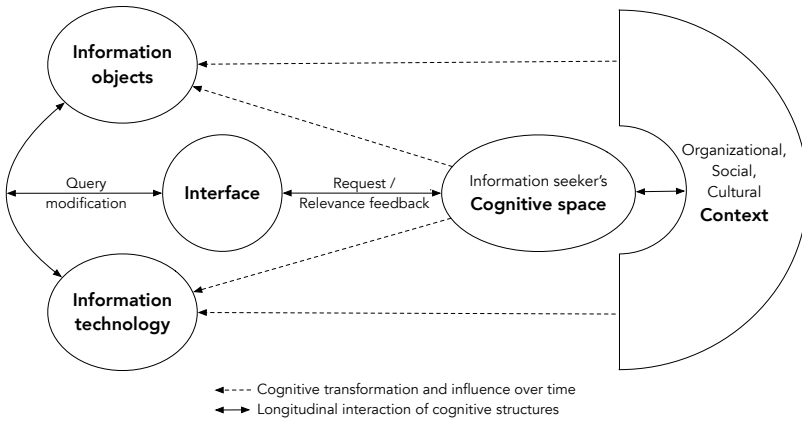 Information
objects
Query
modification
Interface
Request /
Relevance feedback
Information seeker's
Cognitive space
Organizational,
Social,
Cultural
Context
Information
technology
Cognitive transformation and influence over time
Longitudinal interaction of cognitive structures